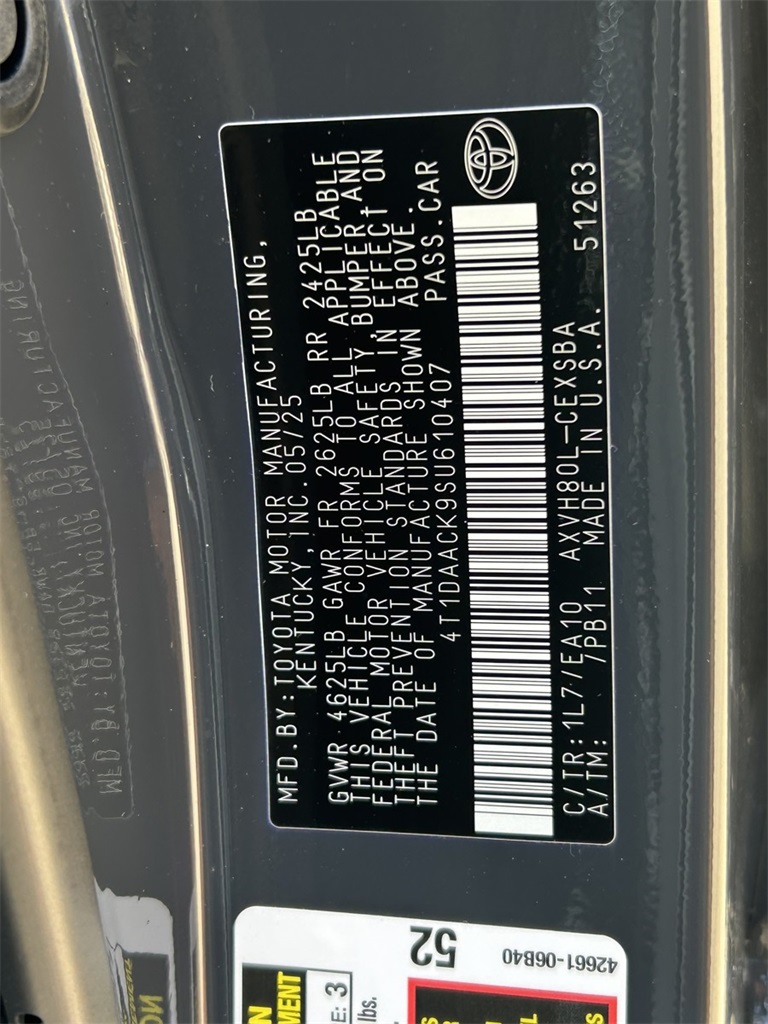 MFD.BY:TOYOTA MOTOR MANUFACTURING,
KENTUCKY,INC.05/25
GVWR 4625LB GAWR FR 2625LB RR 2425LB
THIS VEHICLE CONFORMS TO ALL APPLICABLE
FEDERAL MOTOR VEHICLE SAFETY,BUMPER,AND
THEFT PREVENTION STANDARDS IN EFFECT ON
THE DATE OF MANUFACTURE SHOWN ABOVE.
4T1DAACK9SU610407 PASS.CAR
C/TR:1L7/EA10 AXVH80L-CEXSBA
A/TM: /PB11 MADE IN U.S.A. 51263
52
42661-06B40
E: 3
lbs.